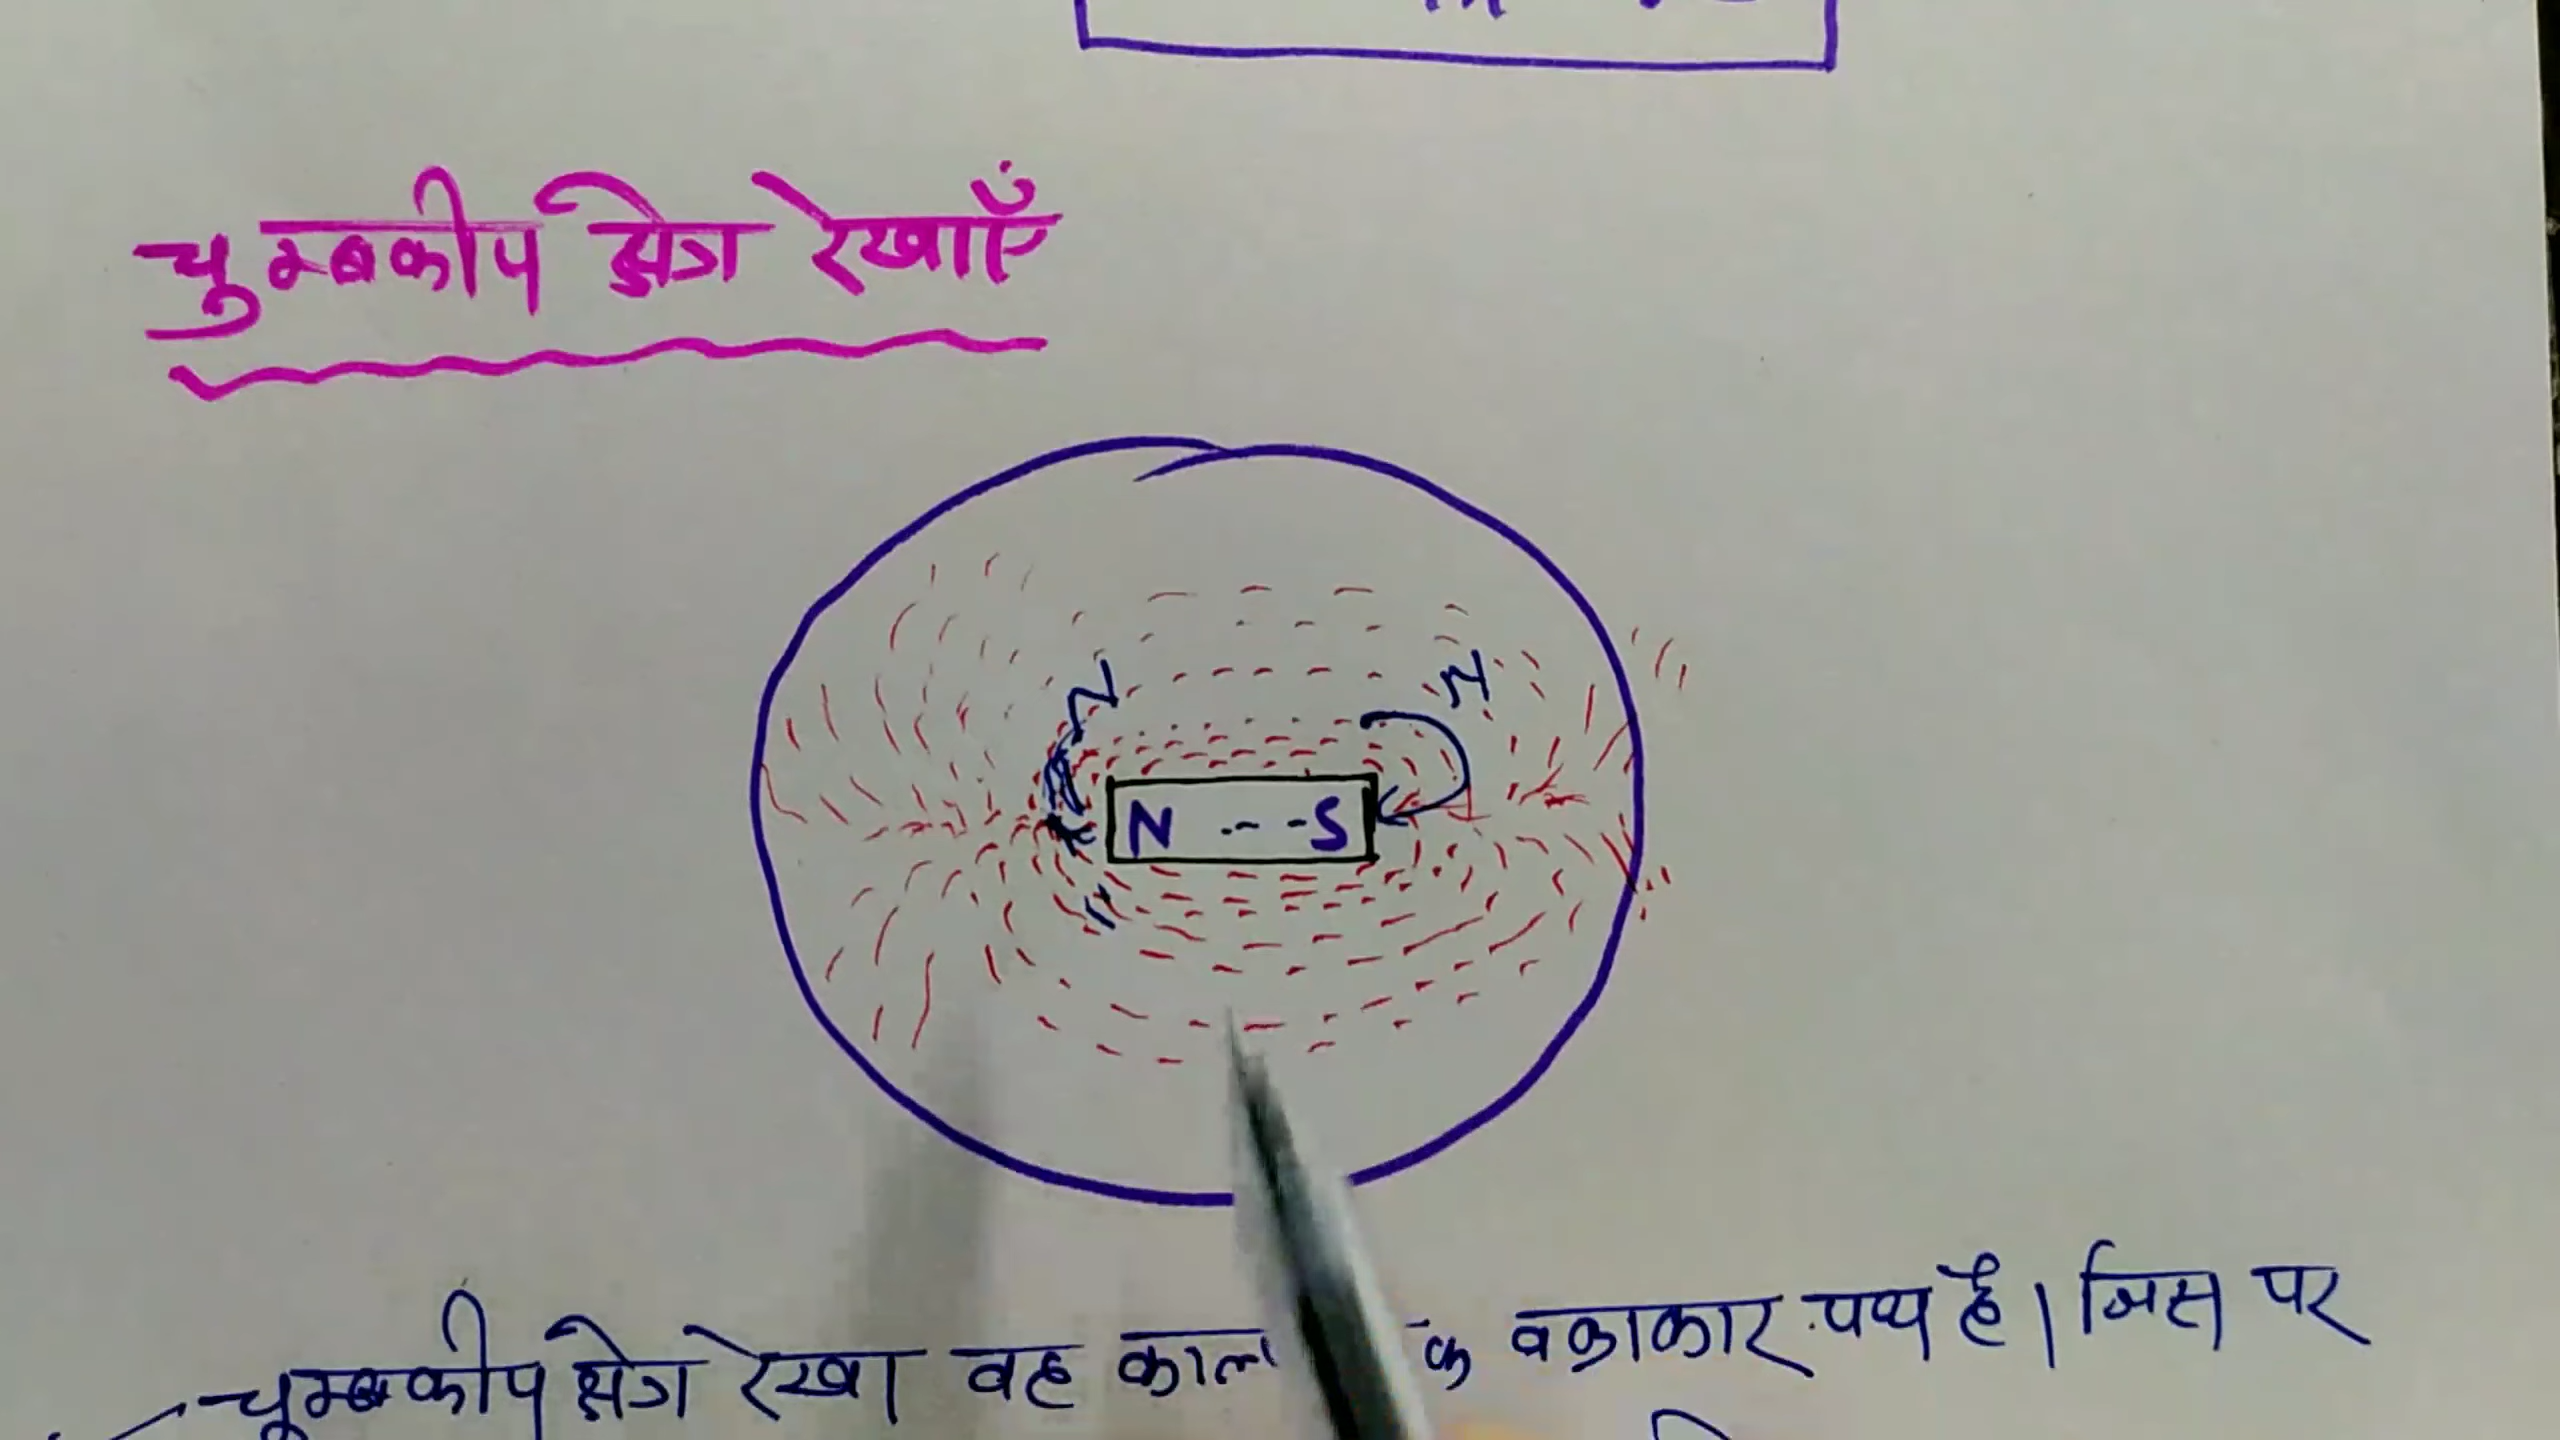 चुम्बकीय क्षेत्र रेखाएँ
N N
N --- S
चुम्बकीय क्षेत्र रेखा वह वक्राकार पथ है। जिस पर